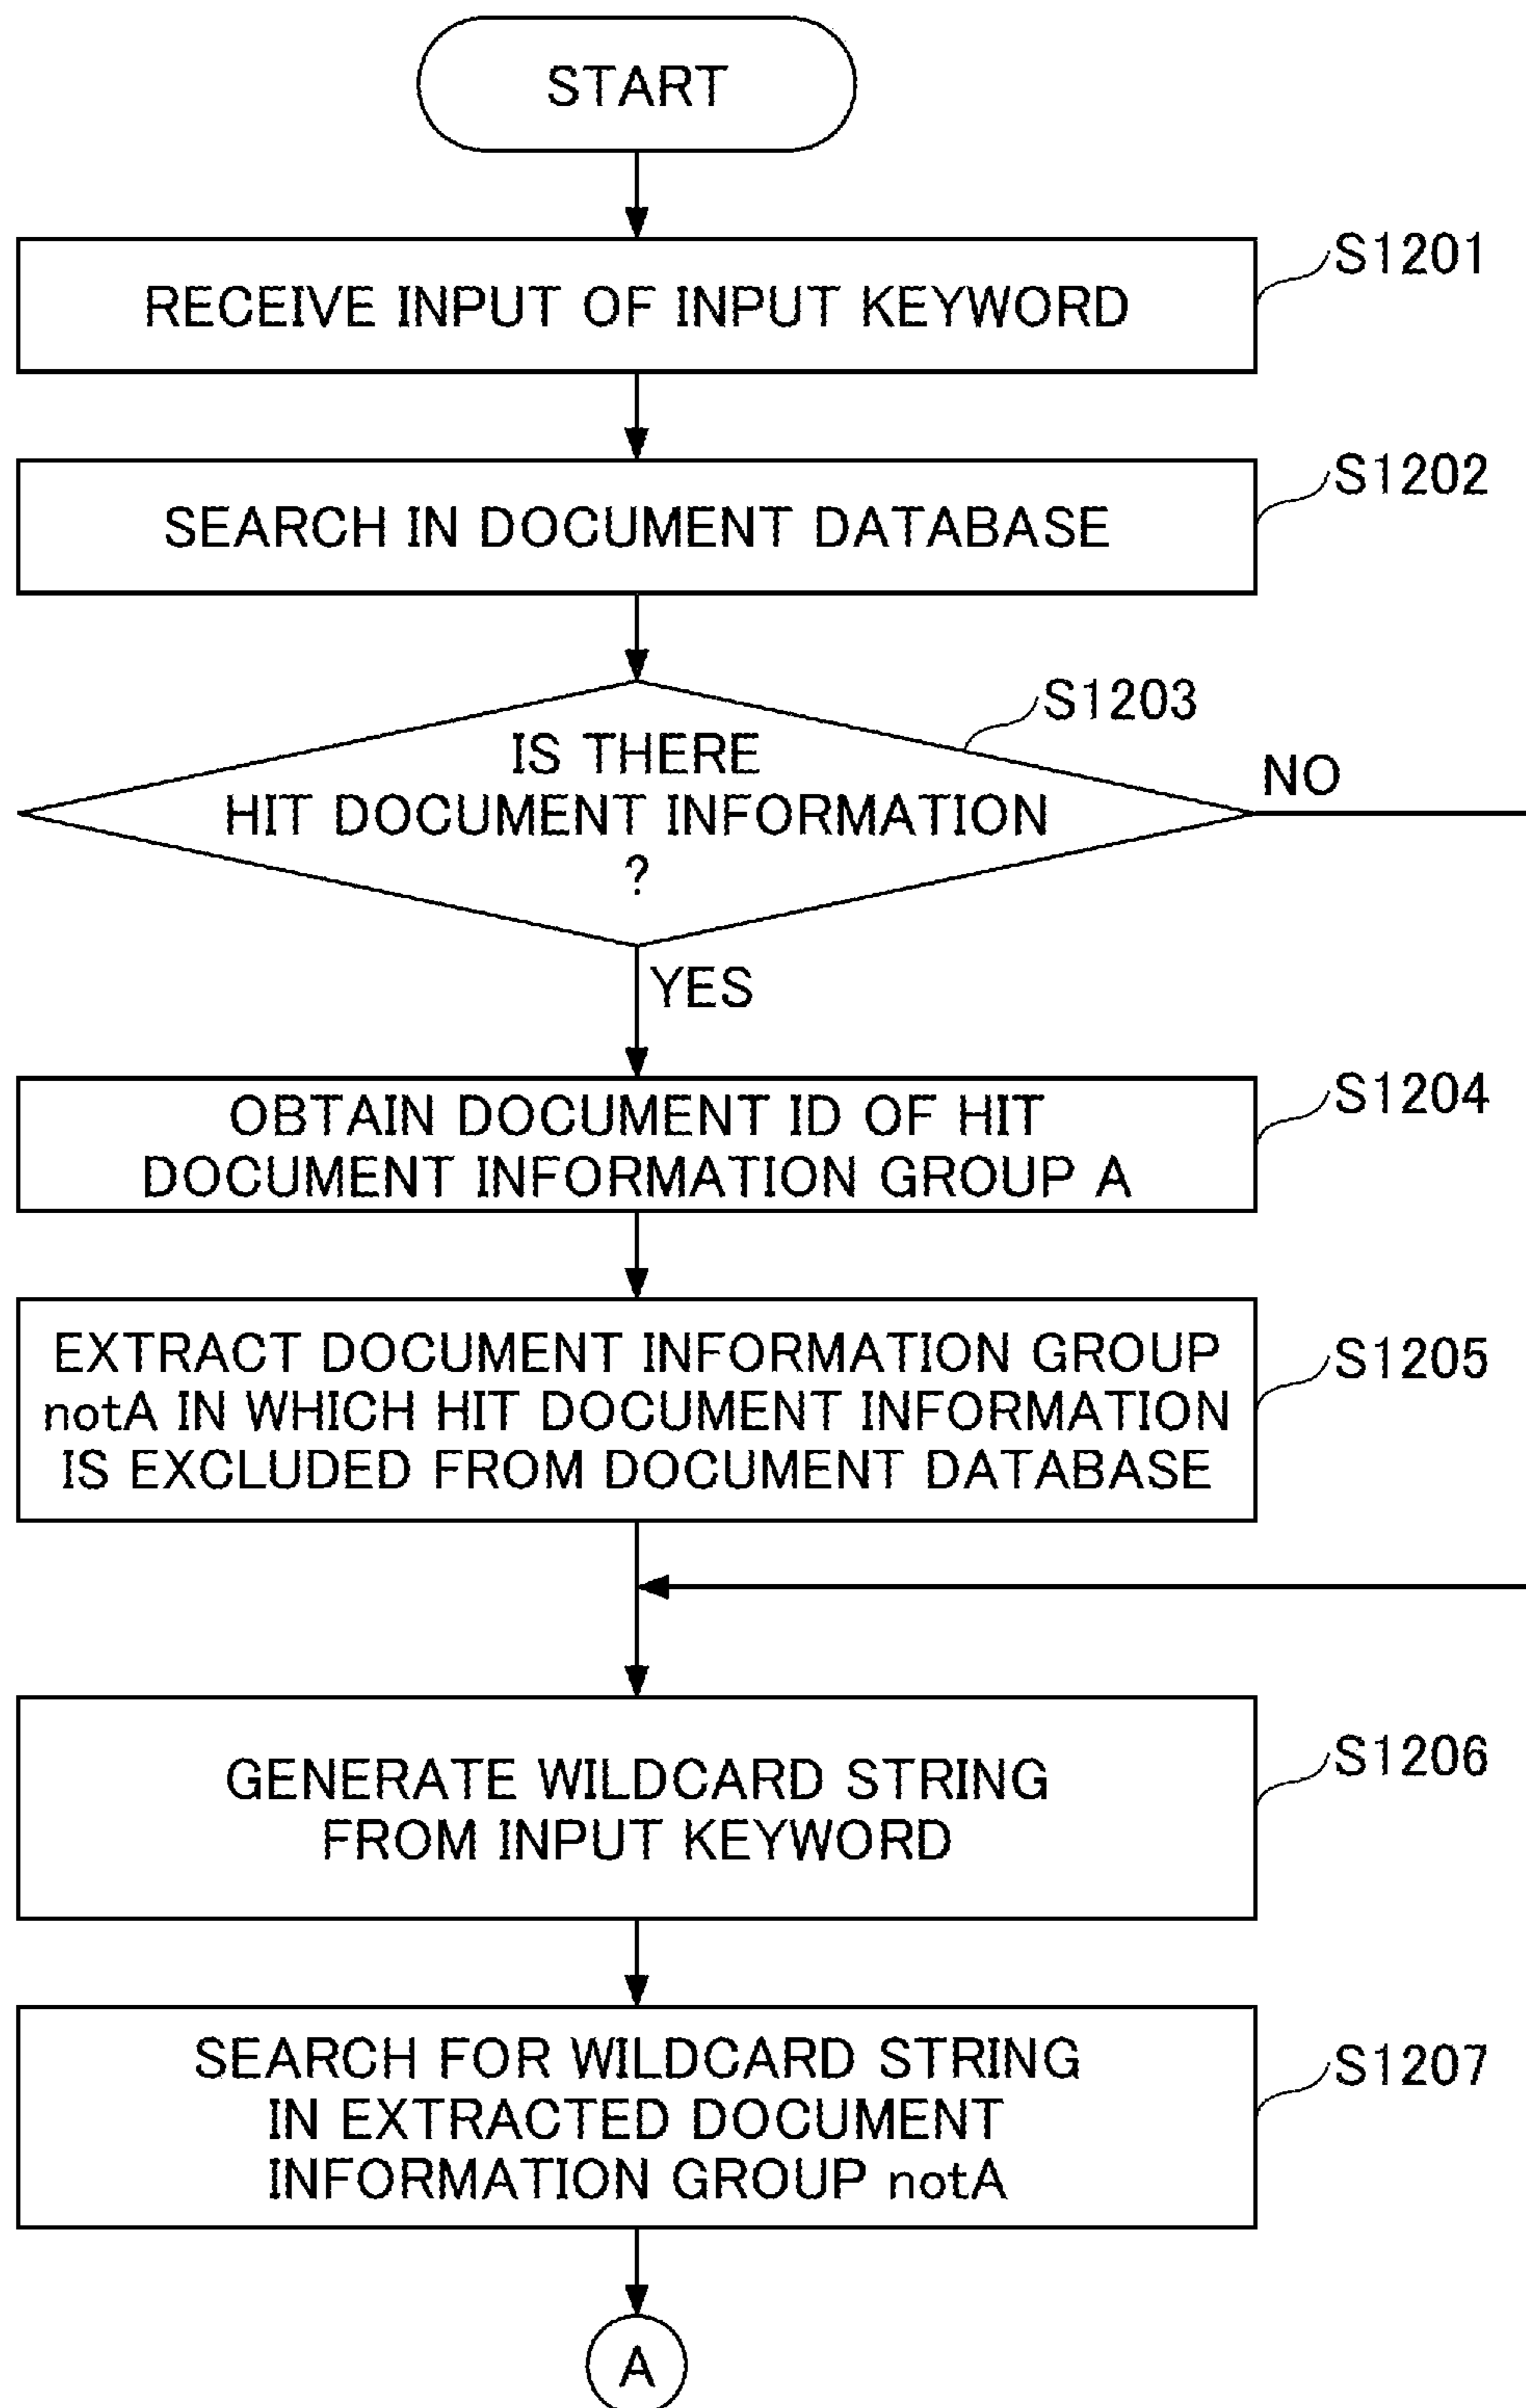 START
RECEIVE INPUT OF INPUT KEYWORD
S1201
SEARCH IN DOCUMENT DATABASE
S1202
S1203
IS THERE
HIT DOCUMENT INFORMATION
?
NO
YES
OBTAIN DOCUMENT ID OF HIT
DOCUMENT INFORMATION GROUP A
S1204
EXTRACT DOCUMENT INFORMATION GROUP
notA IN WHICH HIT DOCUMENT INFORMATION
IS EXCLUDED FROM DOCUMENT DATABASE
S1205
GENERATE WILDCARD STRING
FROM INPUT KEYWORD
S1206
SEARCH FOR WILDCARD STRING
IN EXTRACTED DOCUMENT
INFORMATION GROUP notA
S1207
A